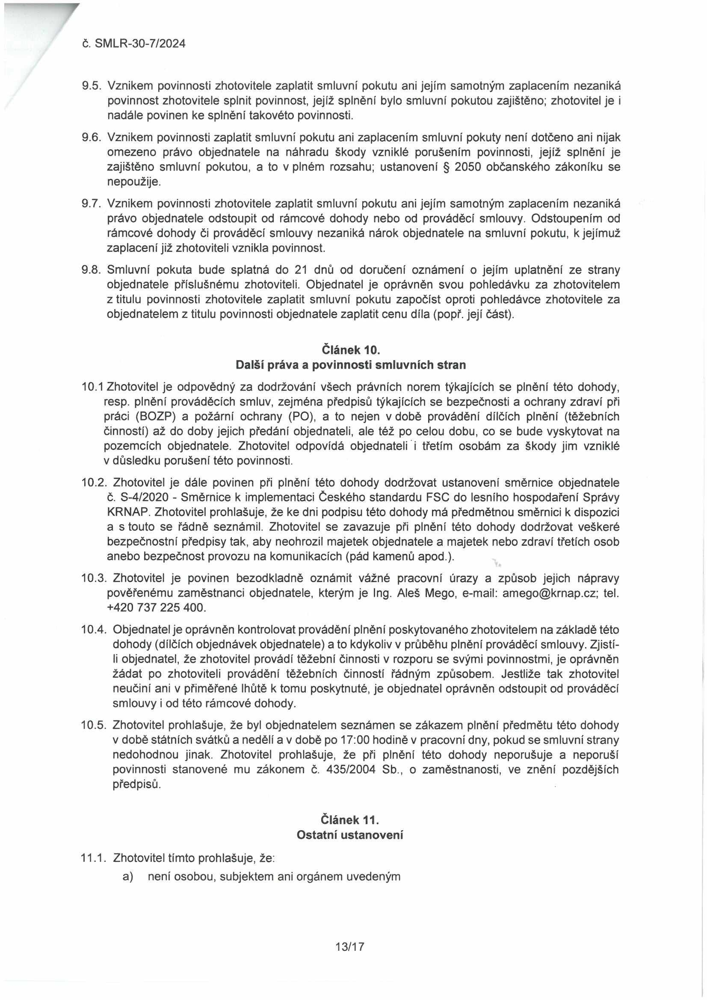 č. SMLR-30-7/2024
9.5. Vznikem povinnosti zhotovitele zaplatit smluvní pokutu ani jejím samotným zaplacením nezaniká
povinnost zhotovitele splnit povinnost, jejíž splnění bylo smluvní pokutou zajištěno; zhotovitel je i
nadále povinen ke splnění takovéto povinnosti.
9.6. Vznikem povinnosti zaplatit smluvní pokutu ani zaplacením smluvní pokuty není dotčeno ani nijak
omezeno právo objednatele na náhradu škody vzniklé porušením povinnosti, jejíž splnění je
zajištěno smluvní pokutou, a to v plném rozsahu; ustanovení § 2050 občanského zákoníku se
nepoužije.
9.7. Vznikem povinnosti zhotovitele zaplatit smluvní pokutu ani jejím samotným zaplacením nezaniká
právo objednatele odstoupit od rámcové dohody nebo od prováděcí smlouvy. Odstoupením od
rámcové dohody či prováděcí smlouvy nezaniká nárok objednatele na smluvní pokutu, k jejímuž
zaplacení již zhotoviteli vznikla povinnost.
9.8. Smluvní pokuta bude splatná do 21 dnů od doručení oznámení o jejím uplatnění ze strany
objednatele příslušnému zhotoviteli. Objednatel je oprávněn svou pohledávku za zhotovitelem
z titulu povinnosti zhotovitele zaplatit smluvní pokutu započíst oproti pohledávce zhotovitele za
objednatelem z titulu povinnosti objednatele zaplatit cenu díla (popř. její část).
Článek 10.
Další práva a povinnosti smluvních stran
10.1 Zhotovitel je odpovědný za dodržování všech právních norem týkajících se plnění této dohody,
resp. plnění prováděcích smluv, zejména předpisů týkajících se bezpečnosti a ochrany zdraví při
práci (BOZP) a požární ochrany (PO), a to nejen v době provádění dílčích plnění (těžebních
činností) až do doby jejich předání objednateli, ale též po celou dobu, co se bude vyskytovat na
pozemcích objednatele. Zhotovitel odpovídá objednateli i třetím osobám za škody jim vzniklé
v důsledku porušení této povinnosti.
10.2. Zhotovitel je dále povinen při plnění této dohody dodržovat ustanovení směrnice objednatele
č. S-4/2020 - Směrnice k implementaci Českého standardu FSC do lesního hospodaření Správy
KRNAP. Zhotovitel prohlašuje, že ke dni podpisu této dohody má předmětnou směrnici k dispozici
a s touto se řádně seznámil. Zhotovitel se zavazuje při plnění této dohody dodržovat veškeré
bezpečnostní předpisy tak, aby neohrozil majetek objednatele a majetek nebo zdraví třetích osob
anebo bezpečnost provozu na komunikacích (pád kamenů apod.).
10.3. Zhotovitel je povinen bezodkladně oznámit vážné pracovní úrazy a způsob jejich nápravy
pověřenému zaměstnanci objednatele, kterým je Ing. Aleš Mego, e-mail: amego@krnap.cz; tel.
+420 737 225 400.
10.4. Objednatel je oprávněn kontrolovat provádění plnění poskytovaného zhotovitelem na základě této
dohody (dílčích objednávek objednatele) a to kdykoliv v průběhu plnění prováděcí smlouvy. Zjistí-
li objednatel, že zhotovitel provádí těžební činnosti v rozporu se svými povinnostmi, je oprávněn
žádat po zhotoviteli provádění těžebních činností řádným způsobem. Jestliže tak zhotovitel
neučiní ani v přiměřené lhůtě k tomu poskytnuté, je objednatel oprávněn odstoupit od prováděcí
smlouvy i od této rámcové dohody.
10.5. Zhotovitel prohlašuje, že byl objednatelem seznámen se zákazem plnění předmětu této dohody
v době státních svátků a nedělí a v době po 17:00 hodině v pracovní dny, pokud se smluvní strany
nedohodnou jinak. Zhotovitel prohlašuje, že při plnění této dohody neporušuje a neporuší
povinnosti stanovené mu zákonem č. 435/2004 Sb., o zaměstnanosti, ve znění pozdějších
předpisů.
Článek 11.
Ostatní ustanovení
11.1. Zhotovitel tímto prohlašuje, že:
a) není osobou, subjektem ani orgánem uvedeným
13/17